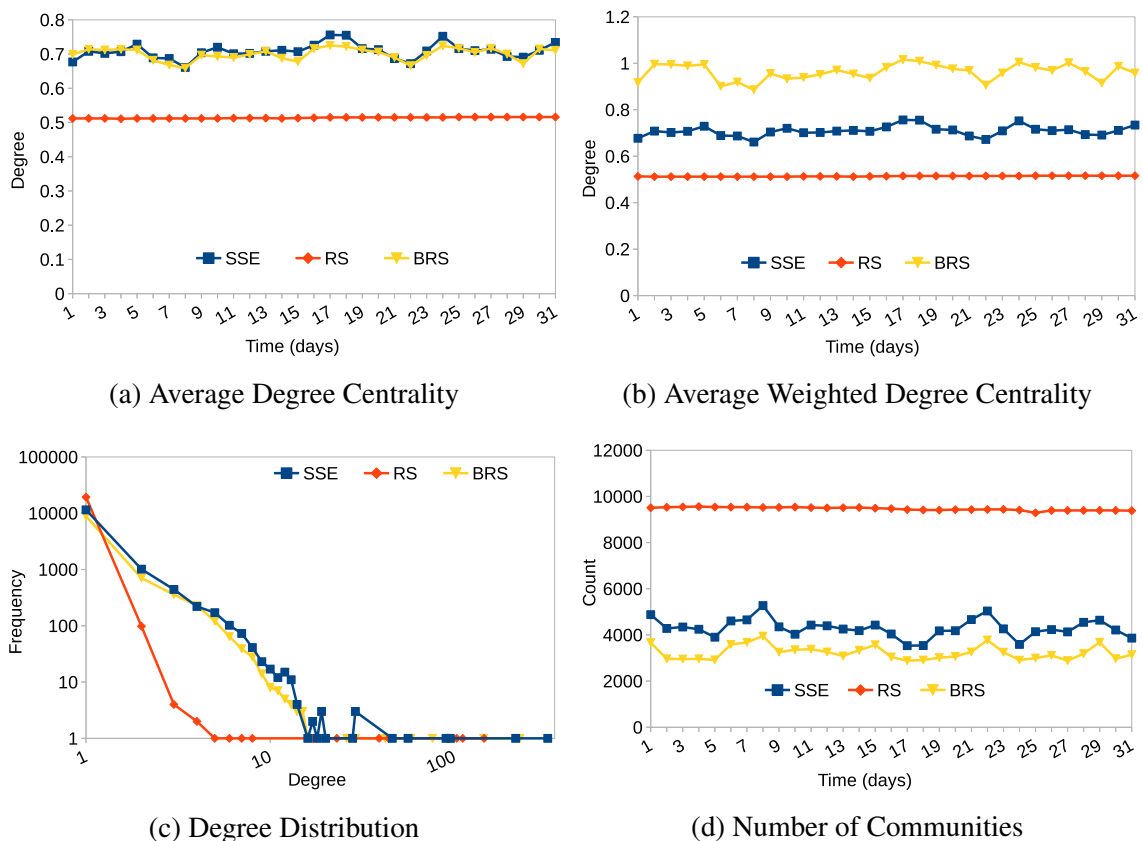 0.8
0.7
0.6
0.5
0.4
0.3
0.2
0.1
0
Degree
SSE RS BRS
1 3 5 7 9 11 13 15 17 19 21 23 25 27 29 31
Time (days)
(a) Average Degree Centrality
1.2
1
0.8
0.6
0.4
0.2
0
Degree
SSE RS BRS
1 3 5 7 9 11 13 15 17 19 21 23 25 27 29 31
Time (days)
(b) Average Weighted Degree Centrality
100000
10000
1000
100
10
1
Frequency
SSE RS BRS
1 10 100
Degree
(c) Degree Distribution
12000
10000
8000
6000
4000
2000
0
Count
SSE RS BRS
1 3 5 7 9 11 13 15 17 19 21 23 25 27 29 31
Time (days)
(d) Number of Communities